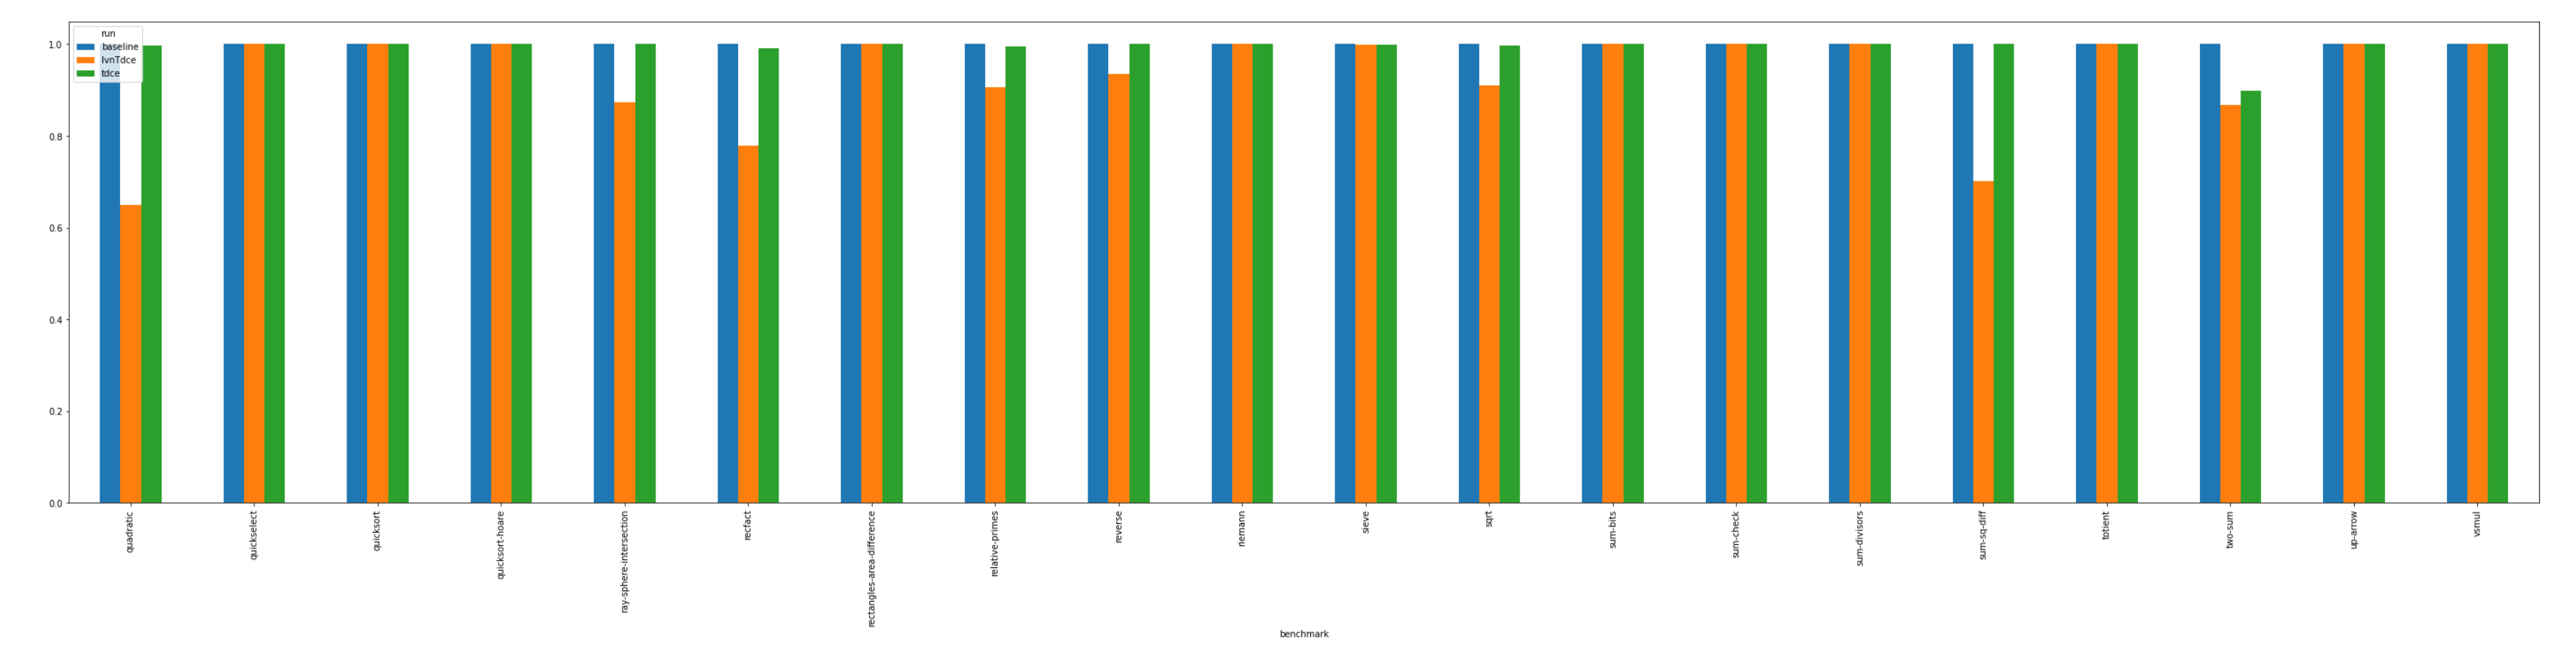 run
baseline
lvnTdce
tdce
1.0
0.8
0.6
0.4
0.2
0.0
quadratic
quickselect
quicksort
quicksort-hoare
ray-sphere-intersection
recfact
rectangles-area-difference
relative-primes
reverse
riemann
sieve
sqrt
sum-bits
sum-check
sum-divisors
sum-sq-diff
totient
two-sum
up-arrow
vsmul
benchmark